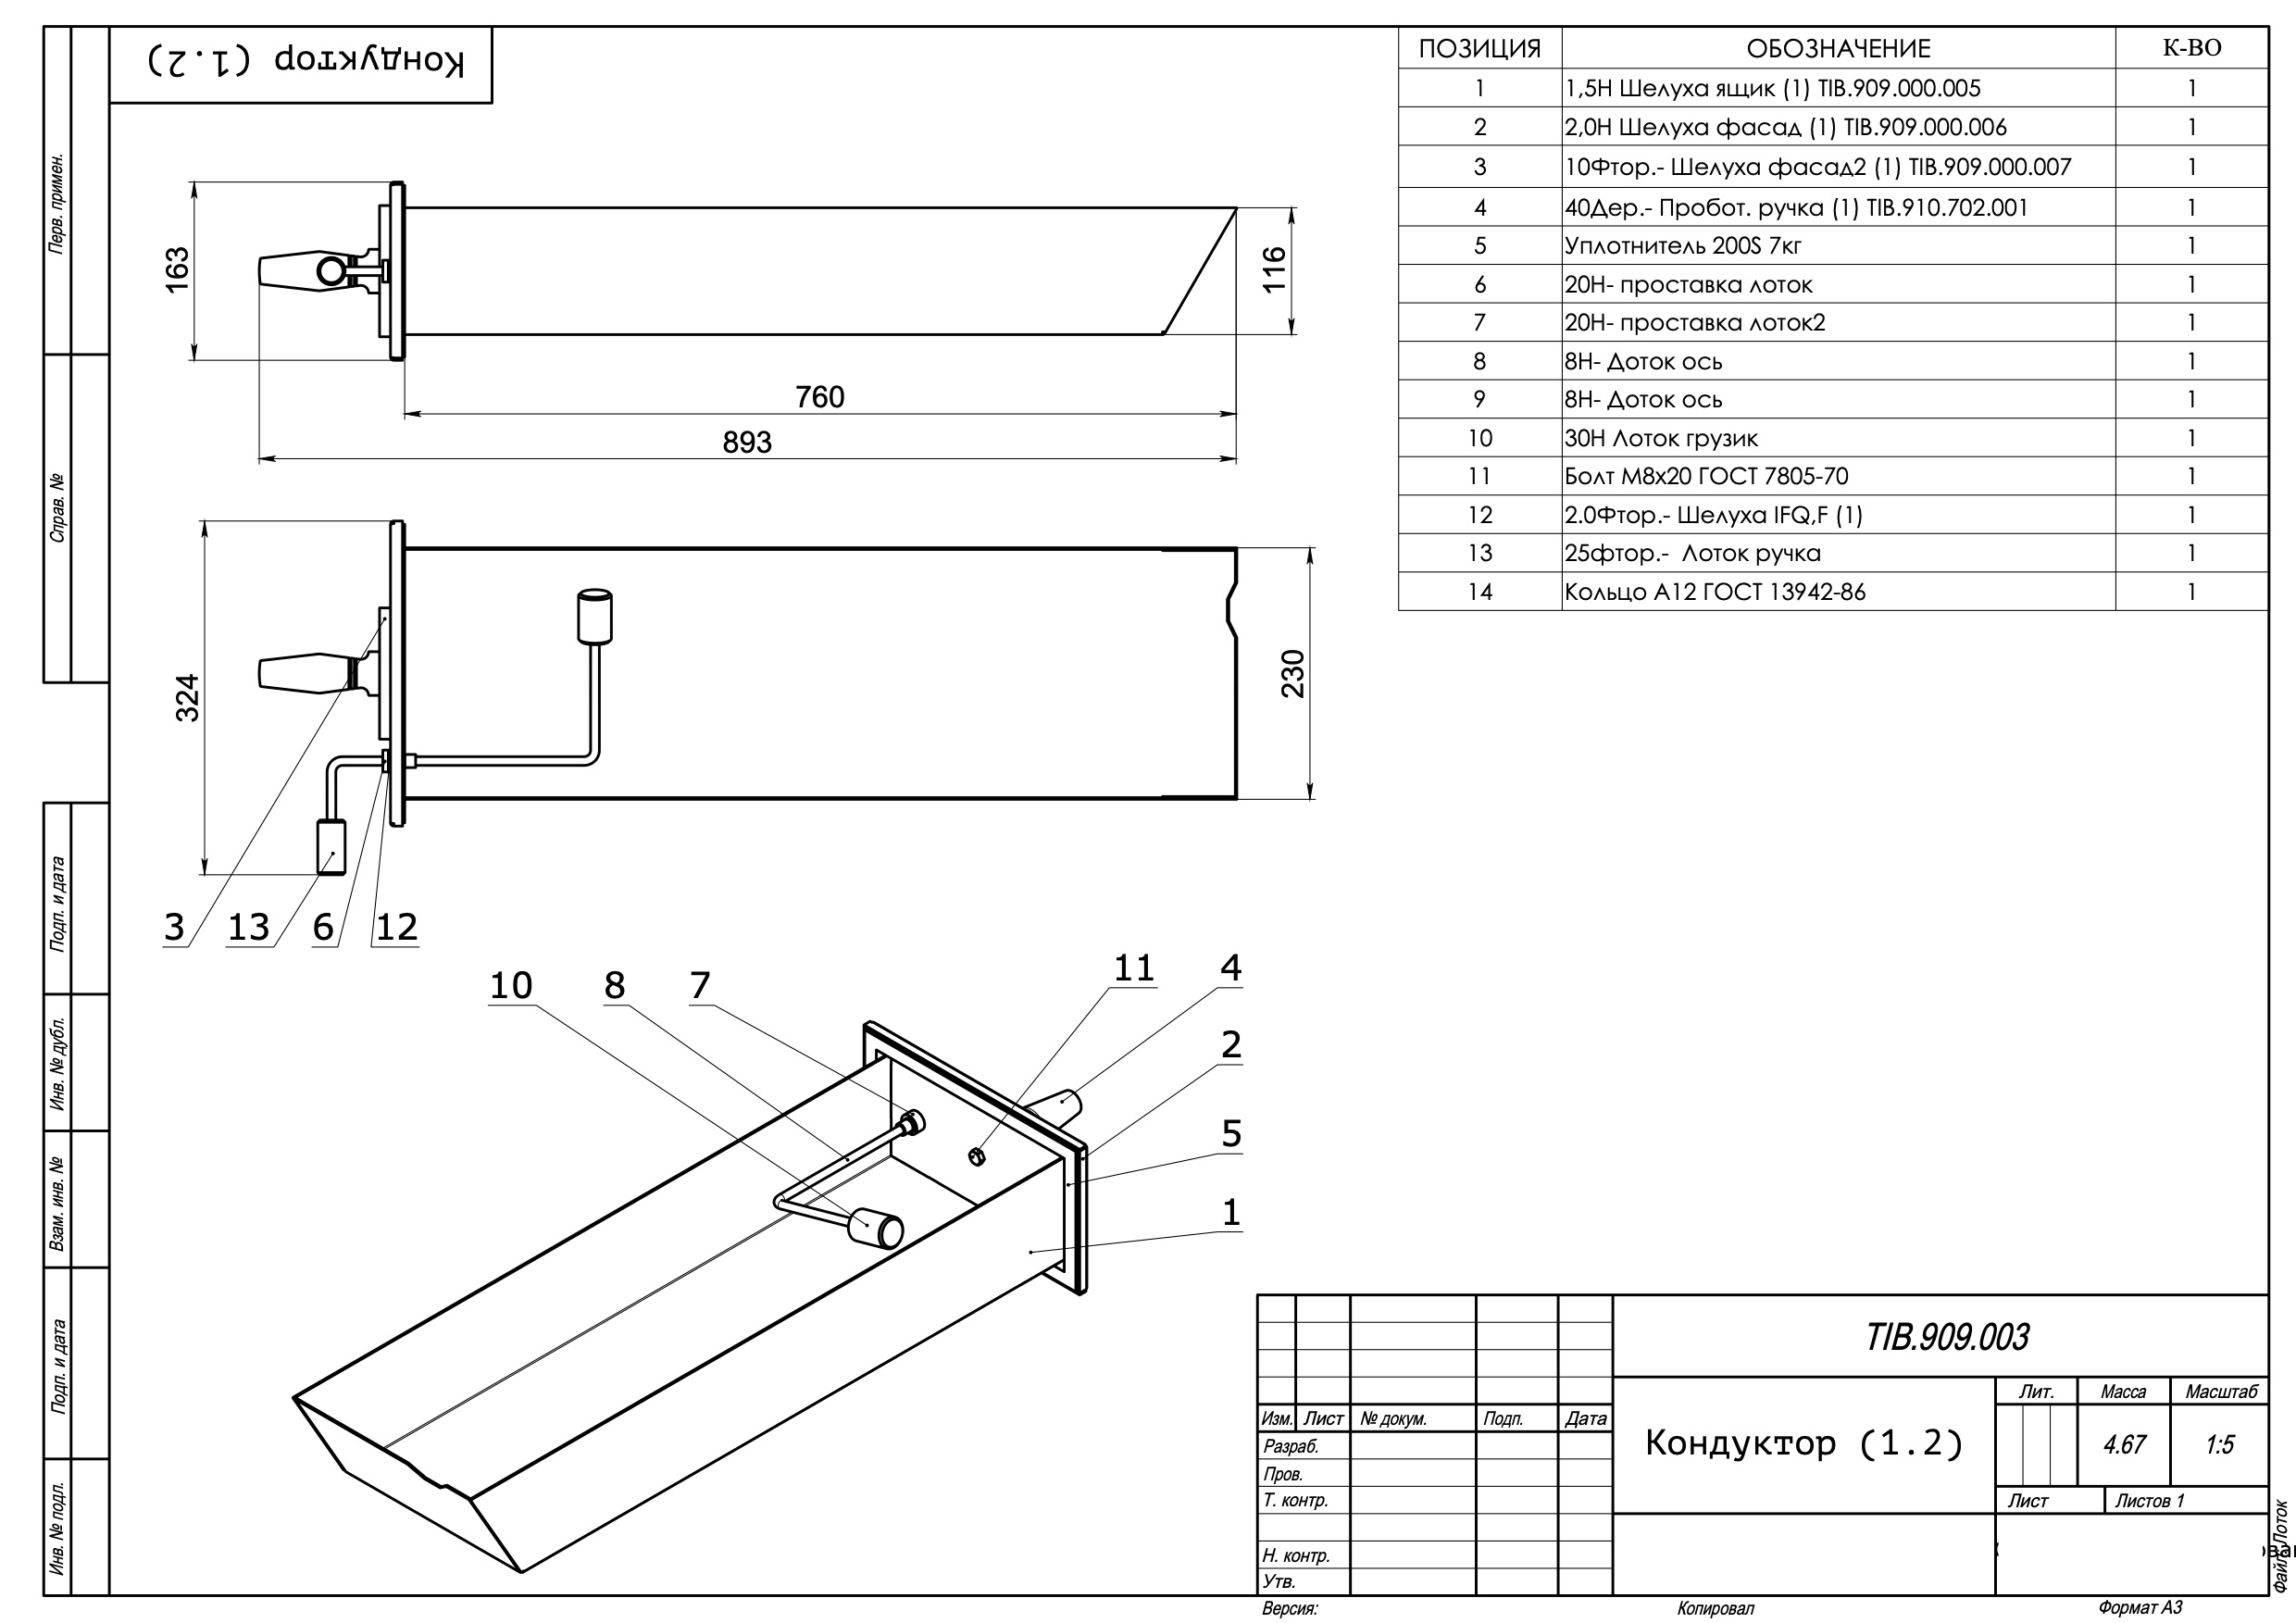 Кондуктор (1.2)
ПОЗИЦИЯ ОБОЗНАЧЕНИЕ К-ВО
1 1,5Н Шелуха ящик (1) TIB.909.000.005 1
2 2,0Н Шелуха фасад (1) TIB.909.000.006 1
3 10Фтор.- Шелуха фасад2 (1) TIB.909.000.007 1
4 40Дер.- Пробот. ручка (1) TIB.910.702.001 1
5 Уплотнитель 200S 7кг 1
6 20Н- проставка лоток 1
7 20Н- проставка лоток2 1
8 8Н- Доток ось 1
9 8Н- Доток ось 1
10 30Н Лоток грузик 1
11 Болт М8х20 ГОСТ 7805-70 1
12 2.0Фтор.- Шелуха IFQ,F (1) 1
13 25фтор.- Лоток ручка 1
14 Кольцо А12 ГОСТ 13942-86 1
163
116
760
893
324
230
3 13 6 12
10 8 7 11 4
2
5
1
Перв. примен.
Справ. №
Подп. и дата
Инв. № дубл.
Взам. инв. №
Подп. и дата
Инв. № подл.
TIB.909.003
Кондуктор (1.2)
Лит. Масса Масштаб
4.67 1:5
Лист Листов 1
Изм. Лист № докум. Подп. Дата
Разраб.
Пров.
Т. контр.
Н. контр.
Утв.
Версия: Копировал Формат А3